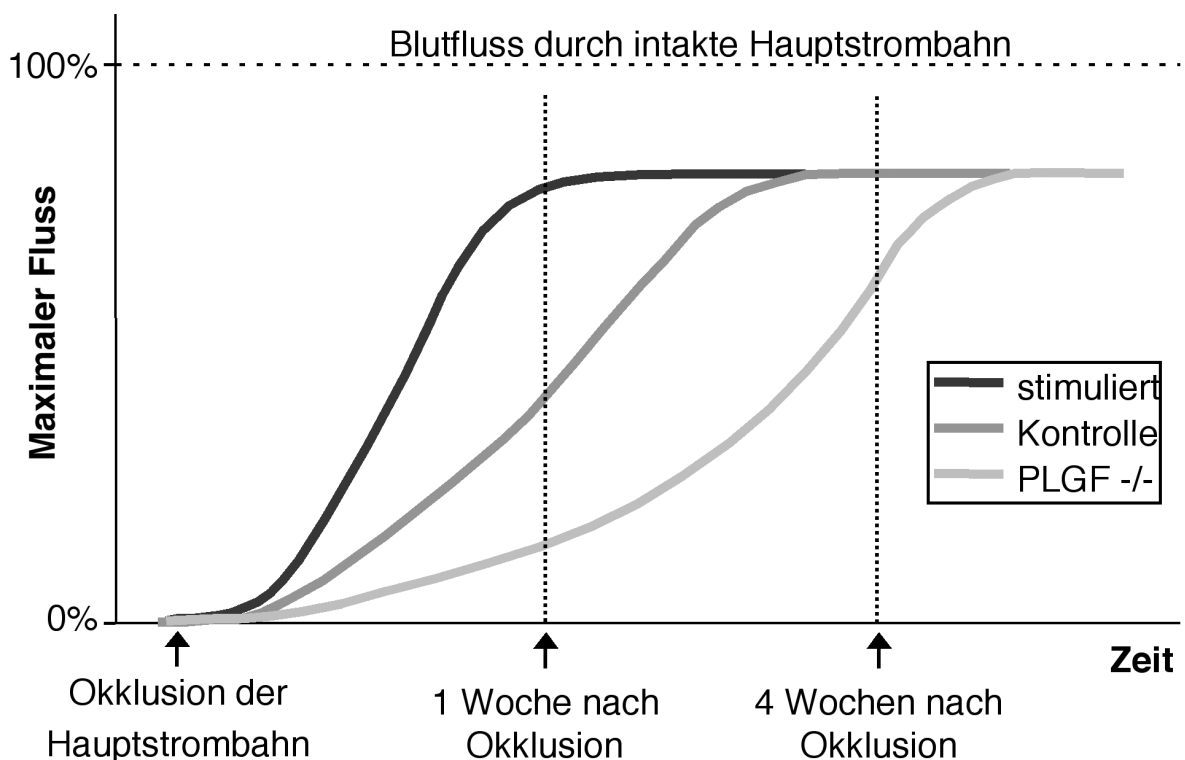 Blutfluss durch intakte Hauptstrombahn
100%
Maximaler Fluss
stimuliert
Kontrolle
PLGF -/-
0%
Zeit
Okklusion der
Hauptstrombahn
1 Woche nach
Okklusion
4 Wochen nach
Okklusion